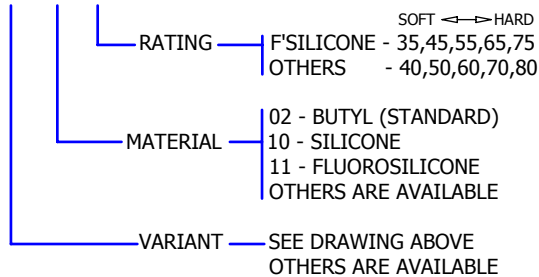 SOFT HARD
RATING F'SILICONE - 35,45,55,65,75
OTHERS - 40,50,60,70,80
02 - BUTYL (STANDARD)
MATERIAL 10 - SILICONE
11 - FLUOROSILICONE
OTHERS ARE AVAILABLE
VARIANT SEE DRAWING ABOVE
OTHERS ARE AVAILABLE